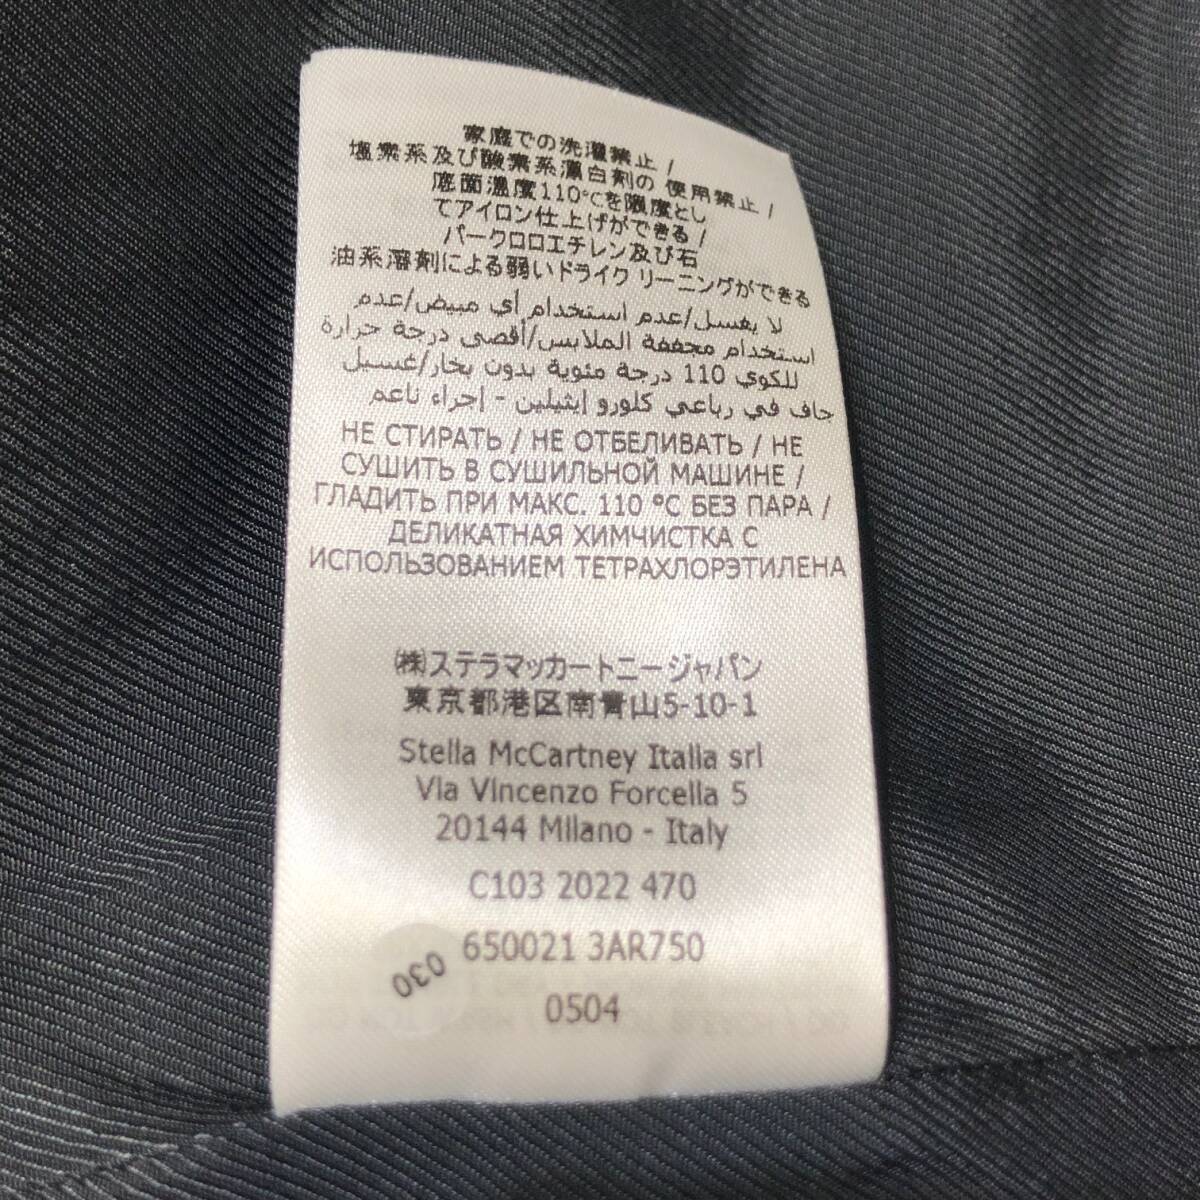 家庭での洗濯禁止 /
塩素系及び酸素系漂白剤の 使用禁止 /
底面温度110℃を限度とし
てアイロン仕上げができる /
パークロロエチレン及び石
油系溶剤による弱いドライク リーニングができる
لا يغسل/عدم استخدام أي مبيض/عدم
استخدام مجففة الملابس/أقصى درجة حرارة
للكوي 110 درجة مئوية بدون بخار/غسيل
جاف في رباعي كلورو إيثيلين - إجراء ناعم
НЕ СТИРАТЬ / НЕ ОТБЕЛИВАТЬ / НЕ
СУШИТЬ В СУШИЛЬНОЙ МАШИНЕ /
ГЛАДИТЬ ПРИ МАКС. 110 °C БЕЗ ПАРА /
ДЕЛИКАТНАЯ ХИМЧИСТКА С
ИСПОЛЬЗОВАНИЕМ ТЕТРАХЛОРЭТИЛЕНА
㈱ステラマッカートニージャパン
東京都港区南青山5-10-1
Stella McCartney Italia srl
Via Vincenzo Forcella 5
20144 Milano - Italy
C103 2022 470
650021 3AR750
030
0504